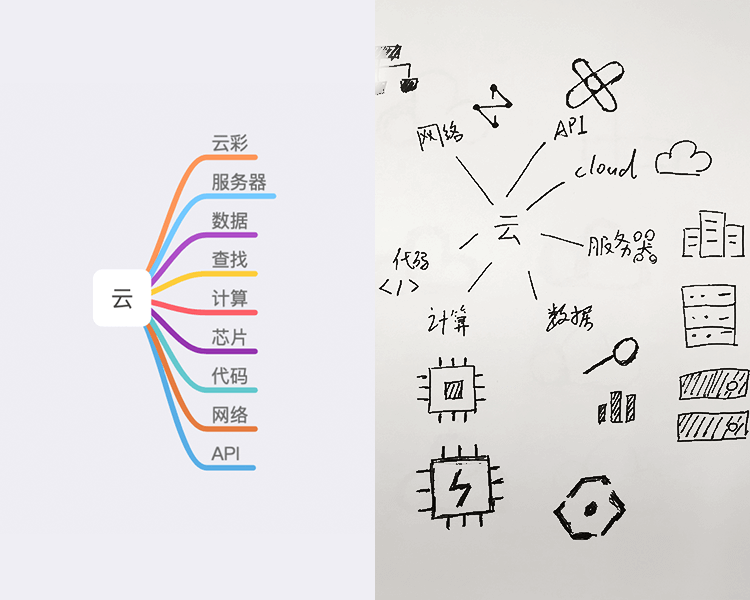 云
云彩
服务器
数据
查找
计算
芯片
代码
网络
API
网络
API
cloud
云
服务器
代码
</>
计算
数据